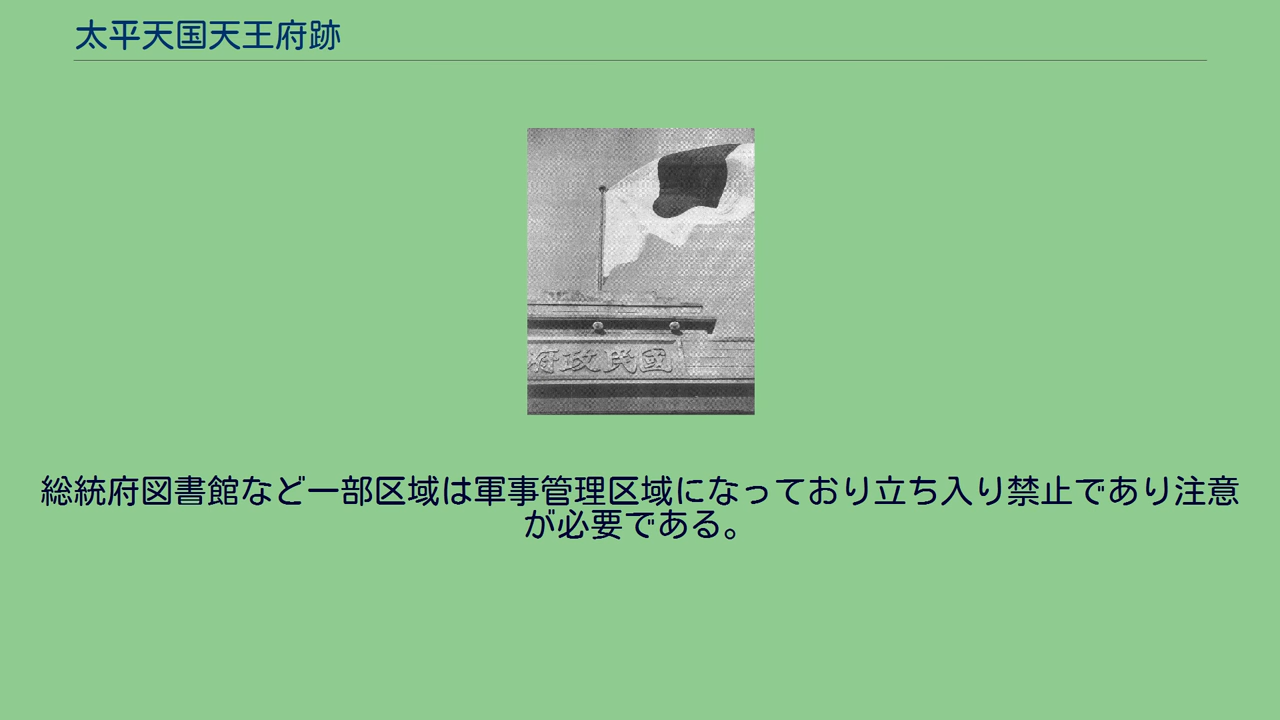 太平天国天王府跡
府政民國
総統府図書館など一部区域は軍事管理区域になっており立ち入り禁止であり注意
が必要である。